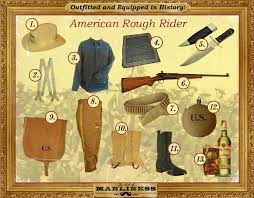 Outfitted and Equipped in History:
American Rough Rider
1.
2.
3.
4.
5.
6.
7.
8.
9.
10.
11.
12.
13.
U.S.
U.S.
MANLINESS